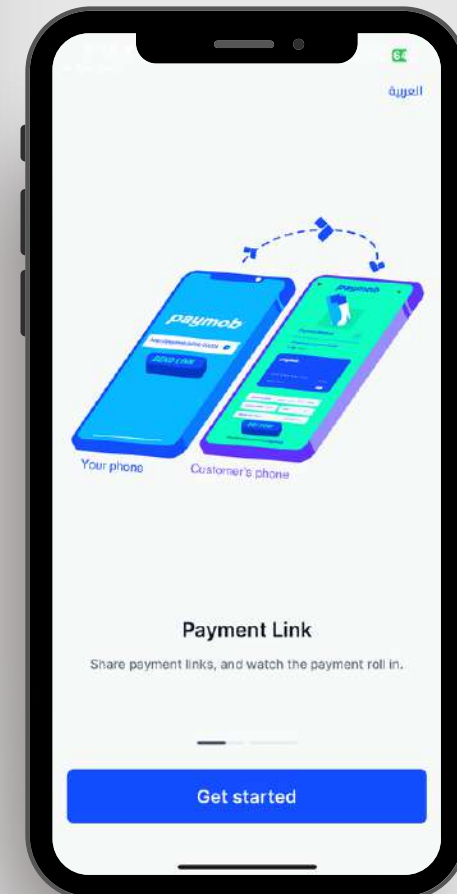 64
العربية
paymob
SEND LINK
paymob
Your phone
Customer's phone
Payment Link
Share payment links, and watch the payment roll in.
Get started